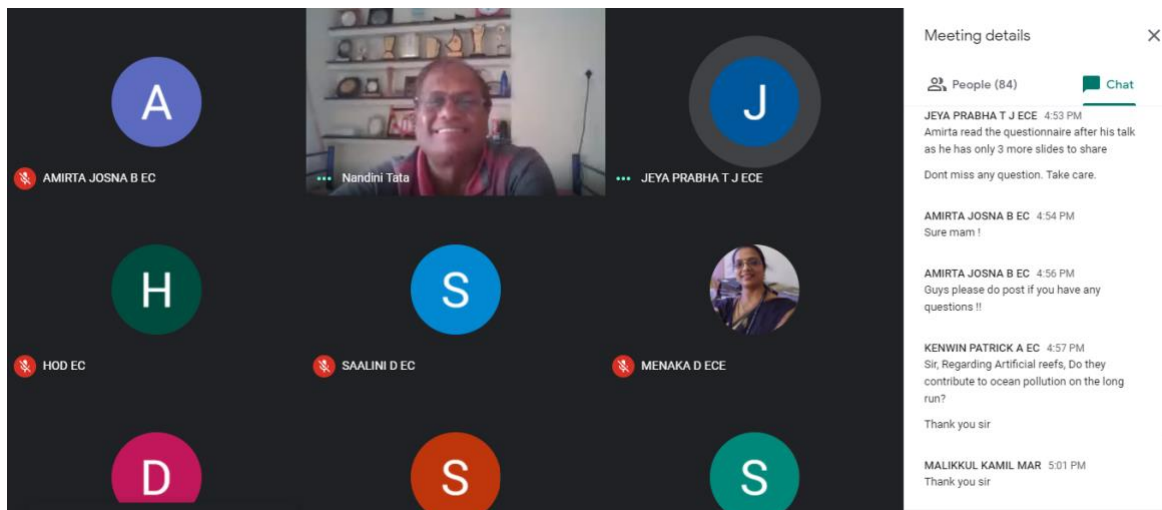 A
AMIRTA JOSNA B EC
Nandini Tata
J
JEYA PRABHA T J ECE
H
HOD EC
S
SAALINI D EC
MENAKA D ECE
D
S
S
Meeting details
People (84)
Chat
JEYA PRABHA T J ECE 4:53 PM
Amirta read the questionnaire after his talk
as he has only 3 more slides to share
Dont miss any question. Take care.
AMIRTA JOSNA B EC 4:54 PM
Sure mam !
AMIRTA JOSNA B EC 4:56 PM
Guys please do post if you have any
questions !!
KENWIN PATRICK A EC 4:57 PM
Sir, Regarding Artificial reefs, Do they
contribute to ocean pollution on the long
run?
Thank you sir
MALIKKUL KAMIL MAR 5:01 PM
Thank you sir